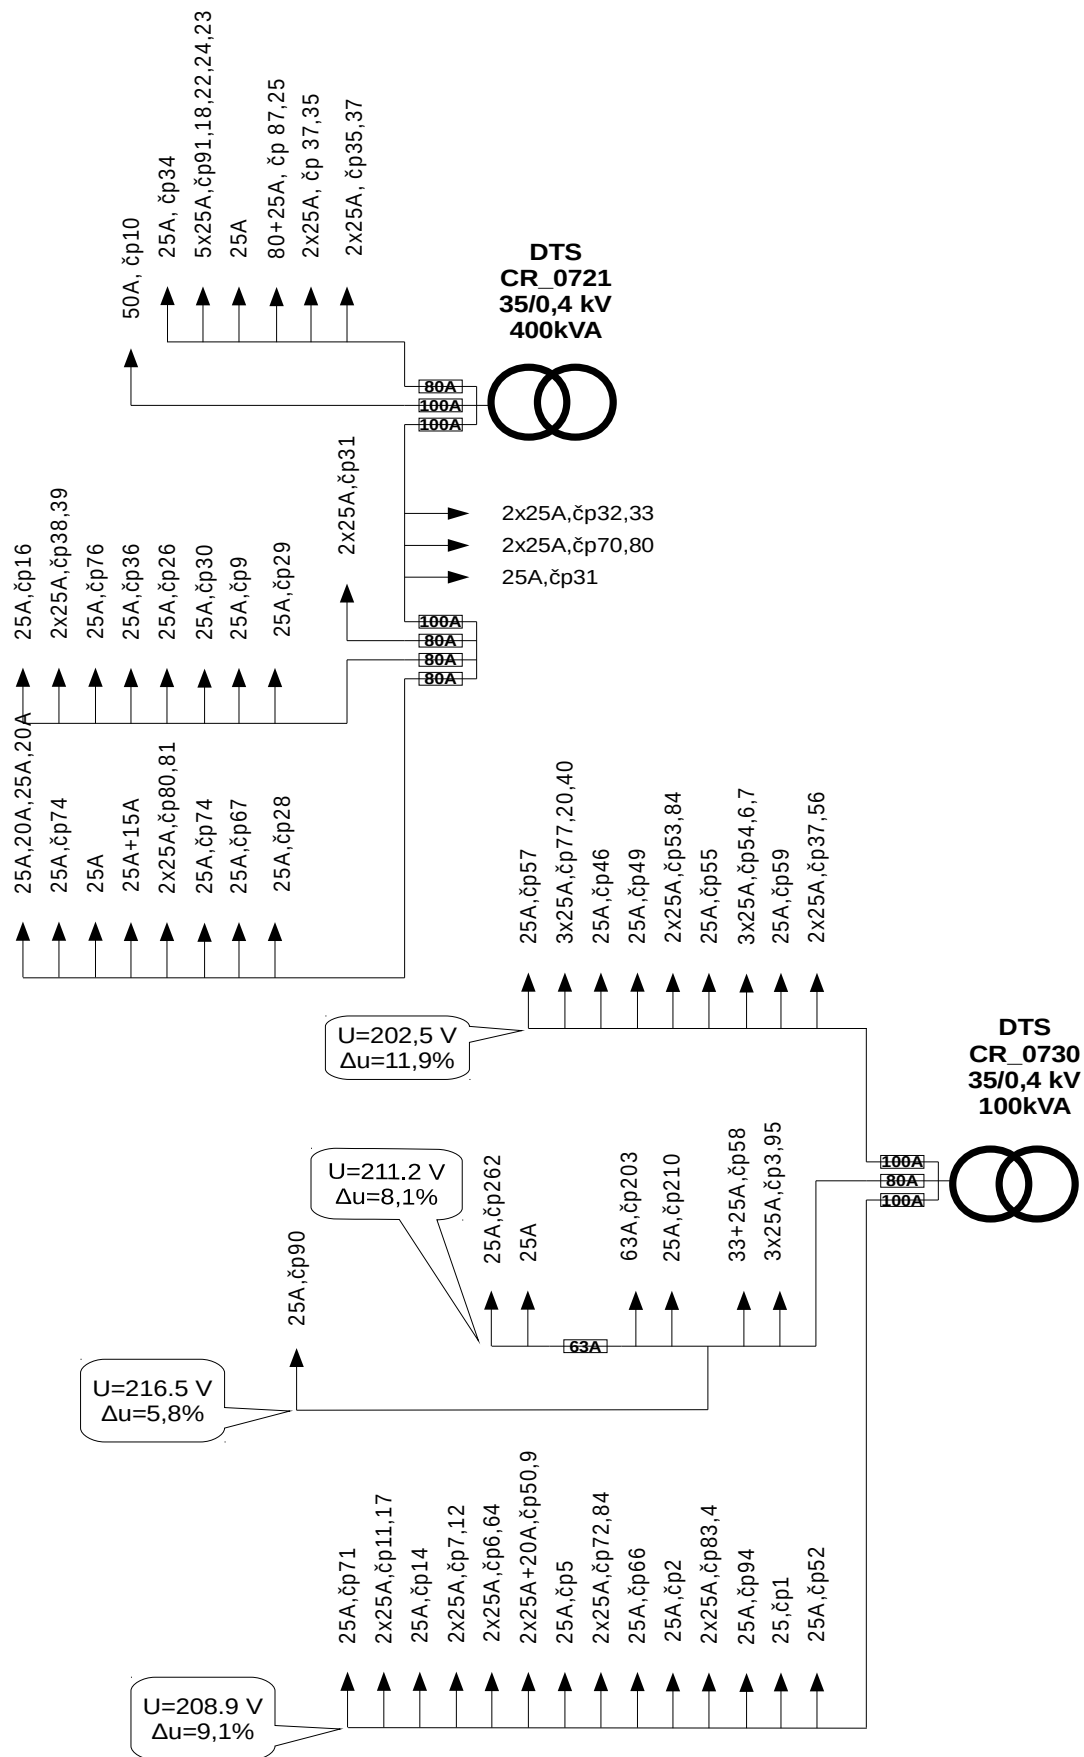 50A, čp10
25A, čp34
5x25A,čp91,18,22,24,23
25A
80+25A, čp 87,25
2x25A, čp 37,35
2x25A, čp35,37
DTS
CR_0721
35/0,4 kV
400kVA
80A
100A
100A
2x25A,čp32,33
2x25A,čp70,80
25A,čp31
25A,čp16
2x25A,čp38,39
25A,čp76
25A,čp36
25A,čp26
25A,čp30
25A,čp9
25A,čp29
2x25A,čp31
100A
80A
80A
80A
25A,20A,25A,20A
25A,čp74
25A
25A+15A
2x25A,čp80,81
25A,čp74
25A,čp67
25A,čp28
25A,čp57
3x25A,čp77,20,40
25A,čp46
25A,čp49
2x25A,čp53,84
25A,čp55
3x25A,čp54,6,7
25A,čp59
2x25A,čp37,56
U=202,5 V
Δu=11,9%
DTS
CR_0730
35/0,4 kV
100kVA
100A
80A
100A
U=211.2 V
Δu=8,1%
25A,čp262
25A
63A,čp203
25A,čp210
33+25A,čp58
3x25A,čp3,95
63A
25A,čp90
U=216.5 V
Δu=5,8%
25A,čp71
2x25A,čp11,17
25A,čp14
2x25A,čp7,12
2x25A,čp6,64
2x25A+20A,čp50,9
25A,čp5
2x25A,čp72,84
25A,čp66
25A,čp2
2x25A,čp83,4
25A,čp94
25,čp1
25A,čp52
U=208.9 V
Δu=9,1%